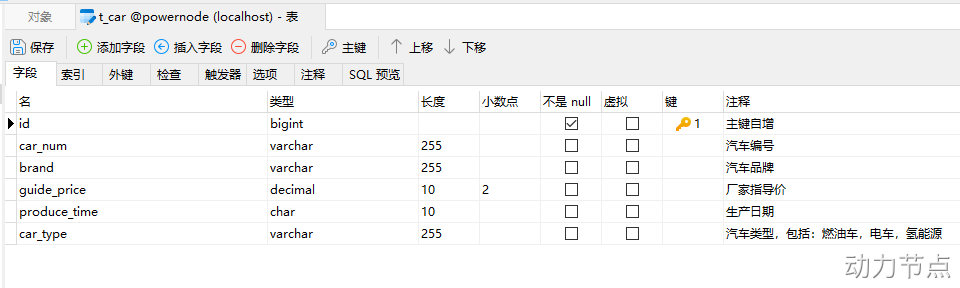 对象 t_car @powernode (localhost) - 表
保存 添加字段 插入字段 删除字段 主键 上移 下移
字段 索引 外键 检查 触发器 选项 注释 SQL 预览
名 类型 长度 小数点 不是 null 虚拟 键 注释
id bigint 1 主键自增
car_num varchar 255 汽车编号
brand varchar 255 汽车品牌
guide_price decimal 10 2 厂家指导价
produce_time char 10 生产日期
car_type varchar 255 汽车类型，包括：燃油车，电车，氢能源
动力节点